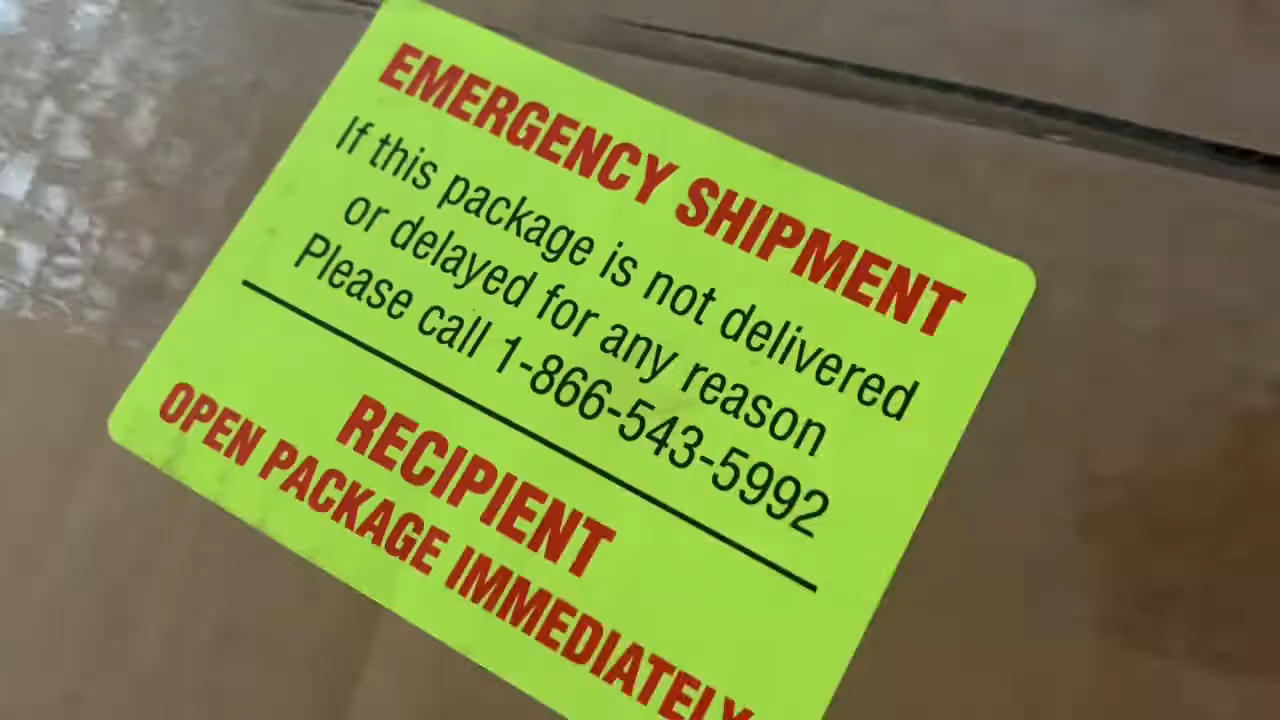 EMERGENCY SHIPMENT
If this package is not delivered
or delayed for any reason
Please call 1-866-543-5992
RECIPIENT
OPEN PACKAGE IMMEDIATELY